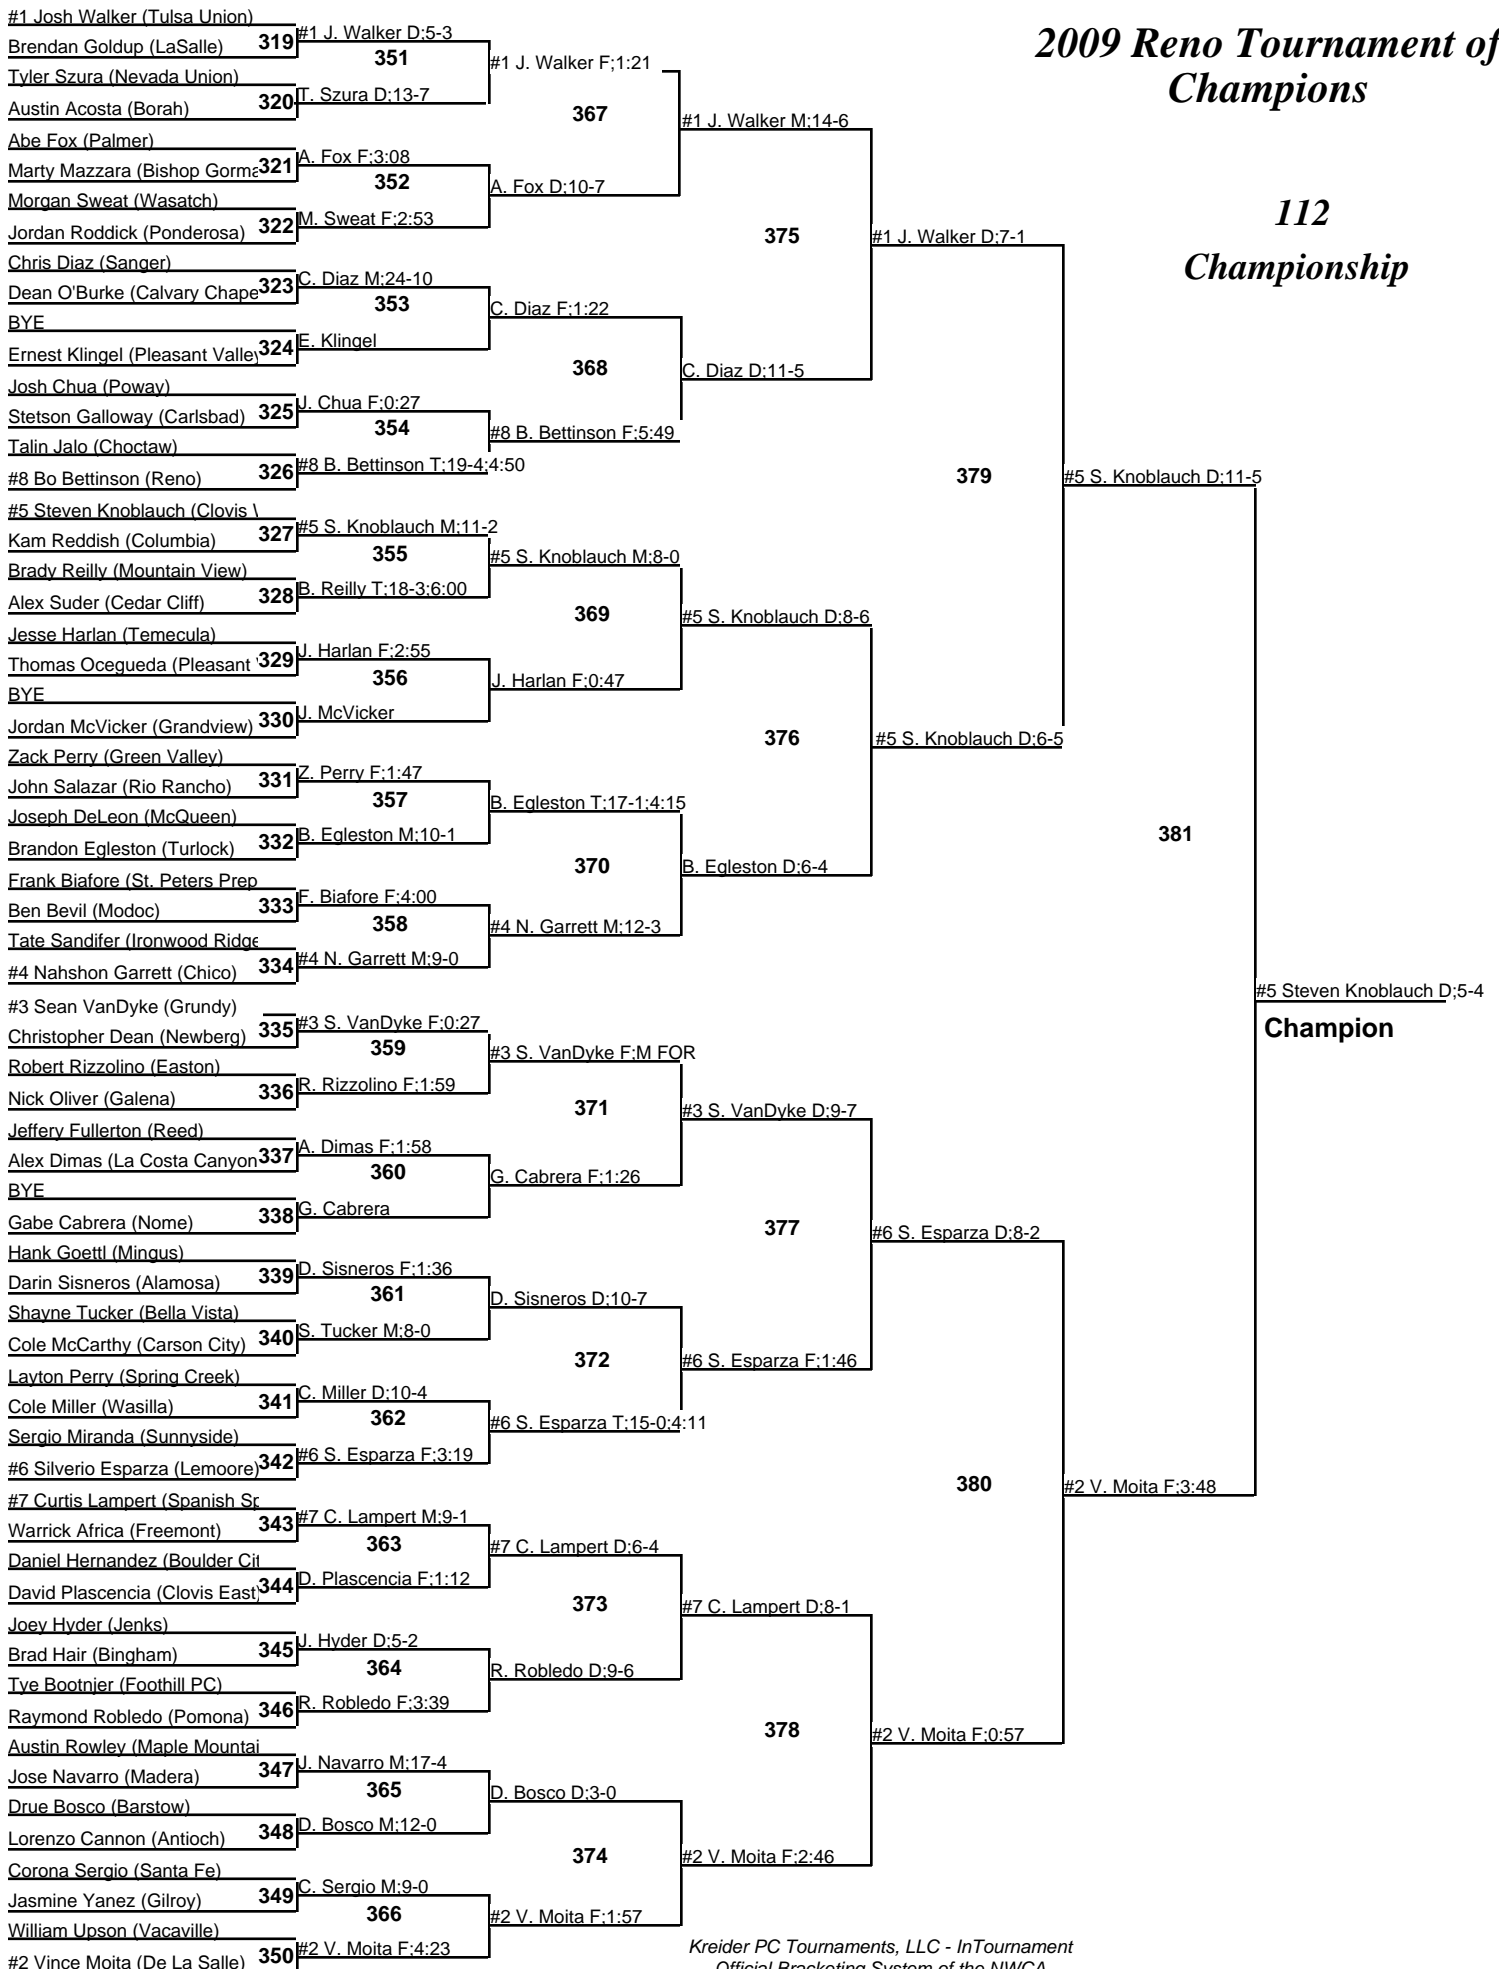 2009 Reno Tournament of
Champions
112
Championship
#1 Josh Walker (Tulsa Union)
Brendan Goldup (LaSalle)
319
Tyler Szura (Nevada Union)
Austin Acosta (Borah)
320
Abe Fox (Palmer)
Marty Mazzara (Bishop Gorma
321
Morgan Sweat (Wasatch)
Jordan Roddick (Ponderosa)
322
Chris Diaz (Sanger)
Dean O'Burke (Calvary Chape
323
BYE
Ernest Klingel (Pleasant Valley
324
Josh Chua (Poway)
Stetson Galloway (Carlsbad)
325
Talin Jalo (Choctaw)
#8 Bo Bettinson (Reno)
326
#5 Steven Knoblauch (Clovis \
Kam Reddish (Columbia)
327
Brady Reilly (Mountain View)
Alex Suder (Cedar Cliff)
328
Jesse Harlan (Temecula)
Thomas Ocegueda (Pleasant
329
BYE
Jordan McVicker (Grandview)
330
Zack Perry (Green Valley)
John Salazar (Rio Rancho)
331
Joseph DeLeon (McQueen)
Brandon Egleston (Turlock)
332
Frank Biafore (St. Peters Prep
Ben Bevil (Modoc)
333
Tate Sandifer (Ironwood Ridge
#4 Nahshon Garrett (Chico)
334
#3 Sean VanDyke (Grundy)
Christopher Dean (Newberg)
335
Robert Rizzolino (Easton)
Nick Oliver (Galena)
336
Jeffery Fullerton (Reed)
Alex Dimas (La Costa Canyon
337
BYE
Gabe Cabrera (Nome)
338
Hank Goettl (Mingus)
Darin Sisneros (Alamosa)
339
Shayne Tucker (Bella Vista)
Cole McCarthy (Carson City)
340
Layton Perry (Spring Creek)
Cole Miller (Wasilla)
341
Sergio Miranda (Sunnyside)
#6 Silverio Esparza (Lemoore)
342
#7 Curtis Lampert (Spanish Sp
Warrick Africa (Freemont)
343
Daniel Hernandez (Boulder Cit
David Plascencia (Clovis East)
344
Joey Hyder (Jenks)
Brad Hair (Bingham)
345
Tye Bootnjer (Foothill PC)
Raymond Robledo (Pomona)
346
Austin Rowley (Maple Mountai
Jose Navarro (Madera)
347
Drue Bosco (Barstow)
Lorenzo Cannon (Antioch)
348
Corona Sergio (Santa Fe)
Jasmine Yanez (Gilroy)
349
William Upson (Vacaville)
#2 Vince Moita (De La Salle)
350
#1 J. Walker D;5-3
351
T. Szura D;13-7
A. Fox F;3:08
352
M. Sweat F;2:53
C. Diaz M;24-10
353
E. Klingel
J. Chua F;0:27
354
#8 B. Bettinson T;19-4;4:50
#5 S. Knoblauch M;11-2
355
B. Reilly T;18-3;6:00
J. Harlan F;2:55
356
J. McVicker
Z. Perry F;1:47
357
B. Egleston M;10-1
F. Biafore F;4:00
358
#4 N. Garrett M;9-0
#3 S. VanDyke F;0:27
359
R. Rizzolino F;1:59
A. Dimas F;1:58
360
G. Cabrera
D. Sisneros F;1:36
361
S. Tucker M;8-0
C. Miller D;10-4
362
#6 S. Esparza F;3:19
#7 C. Lampert M;9-1
363
D. Plascencia F;1:12
J. Hyder D;5-2
364
R. Robledo F;3:39
J. Navarro M;17-4
365
D. Bosco M;12-0
C. Sergio M;9-0
366
#2 V. Moita F;4:23
#1 J. Walker F;1:21
367
A. Fox D;10-7
C. Diaz F;1:22
368
#8 B. Bettinson F;5:49
#5 S. Knoblauch M;8-0
369
J. Harlan F;0:47
B. Egleston T;17-1;4:15
370
#4 N. Garrett M;12-3
#3 S. VanDyke F;M FOR
371
G. Cabrera F;1:26
D. Sisneros D;10-7
372
#6 S. Esparza T;15-0;4:11
#7 C. Lampert D;6-4
373
R. Robledo D;9-6
D. Bosco D;3-0
374
#2 V. Moita F;1:57
#1 J. Walker M;14-6
375
C. Diaz D;11-5
#5 S. Knoblauch D;8-6
376
B. Egleston D;6-4
#3 S. VanDyke D;9-7
377
#6 S. Esparza F;1:46
#7 C. Lampert D;8-1
378
#2 V. Moita F;2:46
#1 J. Walker D;7-1
379
#5 S. Knoblauch D;6-5
#6 S. Esparza D;8-2
380
#2 V. Moita F;0:57
#5 S. Knoblauch D;11-5
381
#2 V. Moita F;3:48
#5 Steven Knoblauch D;5-4
Champion
Kreider PC Tournaments, LLC - InTournament
Official Bracketing System of the NWCA